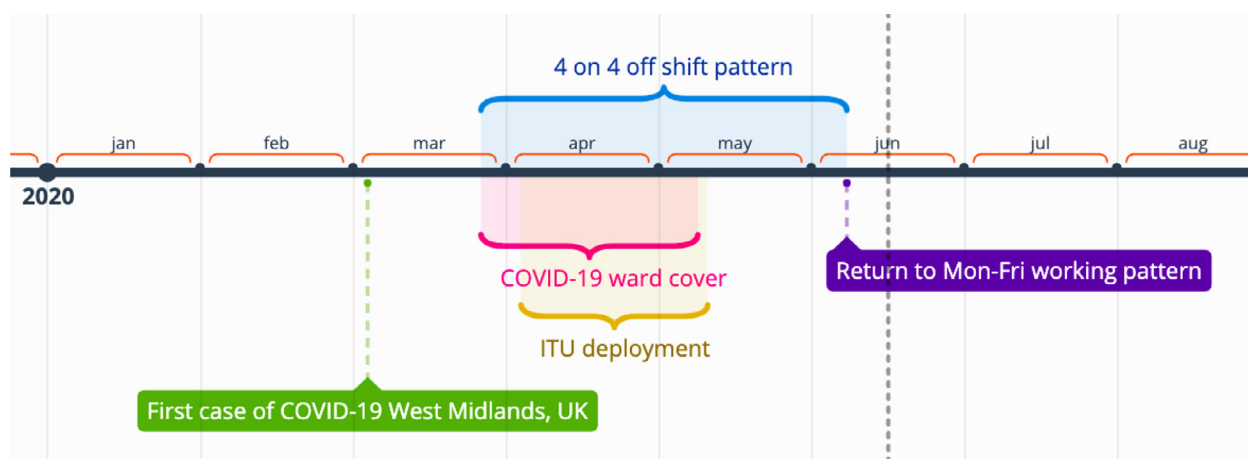 4 on 4 off shift pattern
jan feb mar apr may jun jul aug
2020
COVID-19 ward cover
Return to Mon-Fri working pattern
ITU deployment
First case of COVID-19 West Midlands, UK